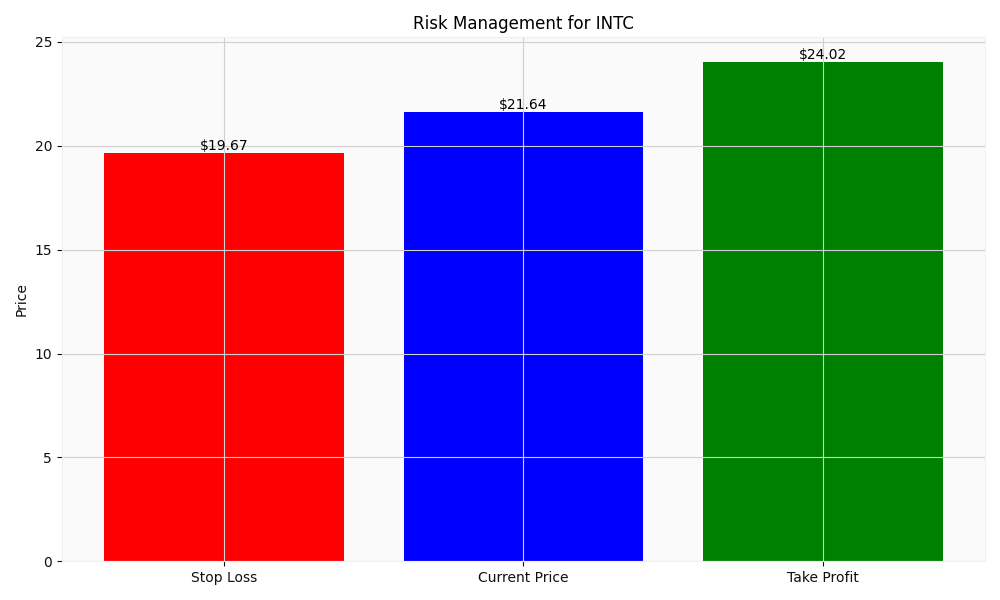 Risk Management for INTC
25
$24.02
$21.64
20
$19.67
15
Price
10
5
0
Stop Loss
Current Price
Take Profit